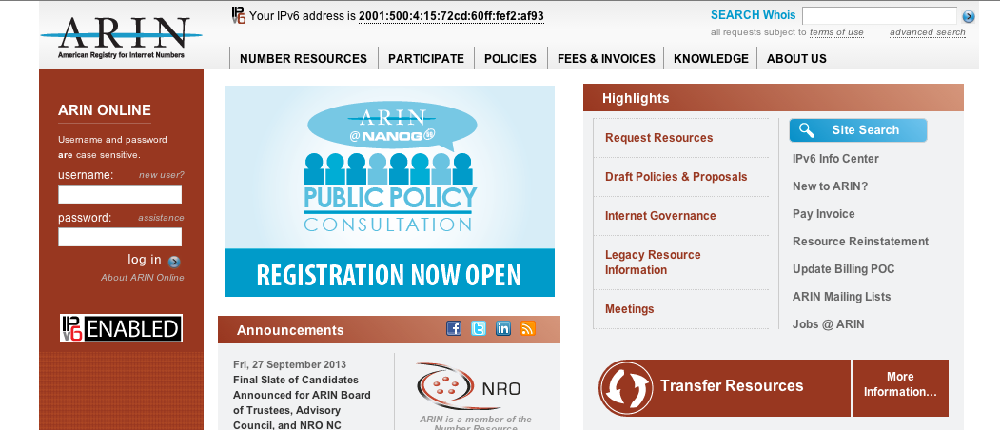 ARIN
American Registry for Internet Numbers
IPv6 Your IPv6 address is 2001:500:4:15:72cd:60ff:fef2:af93
SEARCH Whois
all requests subject to terms of use advanced search
NUMBER RESOURCES PARTICIPATE POLICIES FEES & INVOICES KNOWLEDGE ABOUT US
ARIN ONLINE
Username and password
are case sensitive.
username: new user?
password: assistance
log in
About ARIN Online
IPv6 ENABLED
ARIN
@NANOG59
PUBLIC POLICY
CONSULTATION
REGISTRATION NOW OPEN
Announcements
Fri, 27 September 2013
Final Slate of Candidates
Announced for ARIN Board
of Trustees, Advisory
Council, and NRO NC
NRO
ARIN is a member of the
Number Resource
Highlights
Request Resources
Draft Policies & Proposals
Internet Governance
Legacy Resource
Information
Meetings
Site Search
IPv6 Info Center
New to ARIN?
Pay Invoice
Resource Reinstatement
Update Billing POC
ARIN Mailing Lists
Jobs @ ARIN
Transfer Resources
More
Information...